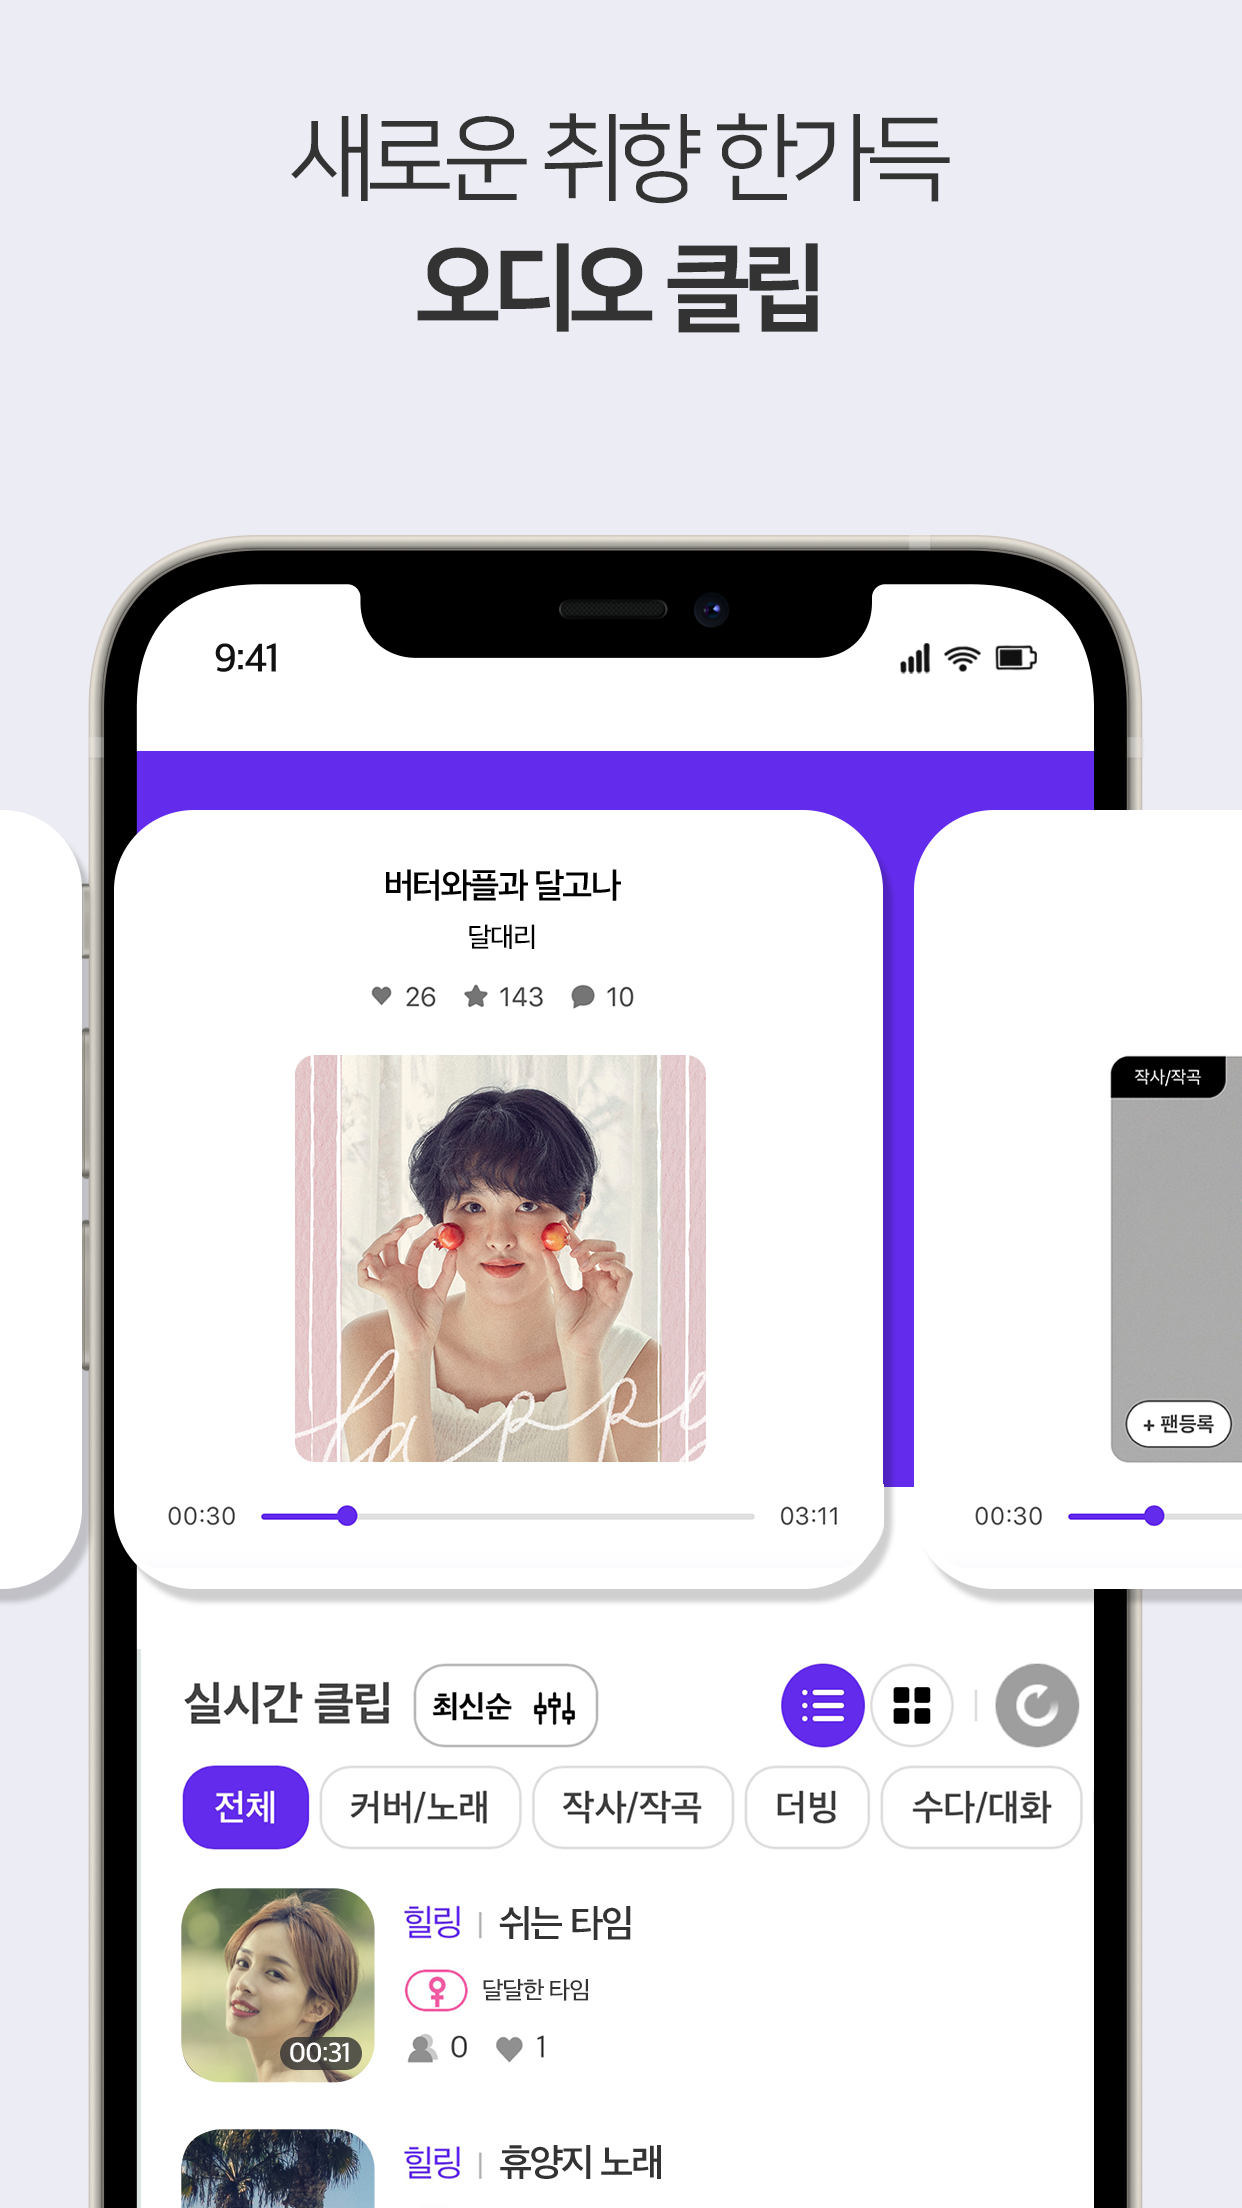 새로운 취향 한가득
오디오 클립
9:41
버터와플과 달고나
달대리
26 143 10
happy
00:30 03:11
작사/작곡
+ 팬등록
00:30
실시간 클립 최신순
전체 커버/노래 작사/작곡 더빙 수다/대화
힐링 | 쉬는 타임
달달한 타임
0 1
00:31
힐링 | 휴양지 노래